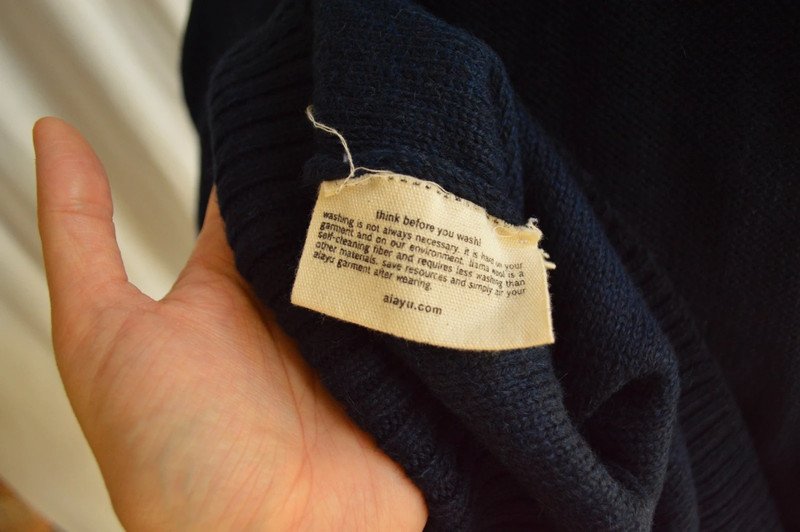 think before you wash!
washing is not always necessary. it is hard on your
garment and on our environment. llama wool is a
self-cleaning fiber and requires less washing than
other materials. save resources and simply air your
alayu garment after wearing.
alayu.com